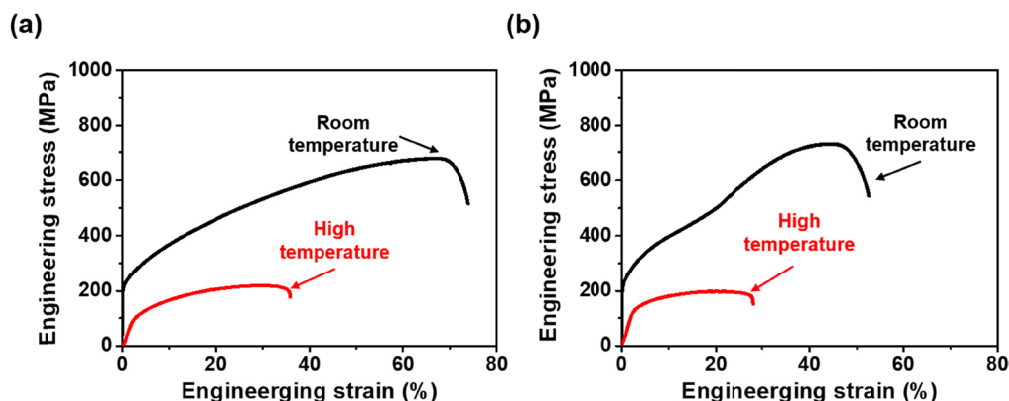 (a)
Engineering stress (MPa)
1000
800
600
400
200
0
Room
temperature
High
temperature
0 20 40 60 80
Engineerging strain (%)
(b)
Engineering stress (MPa)
1000
800
600
400
200
0
Room
temperature
High
temperature
0 20 40 60 80
Engineerging strain (%)